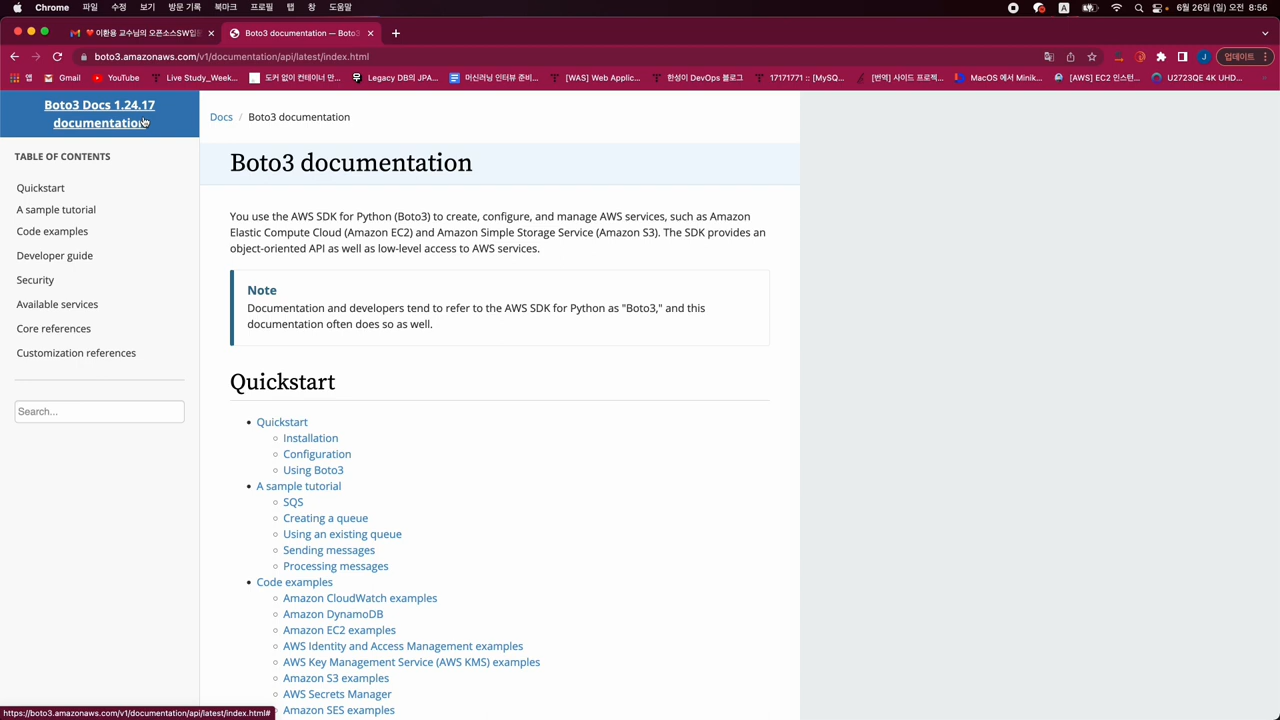 Chrome 파일 수정 보기 방문 기록 북마크 프로필 탭 창 도움말 A 6월 26일 (일) 오전 8:56
❤️이환용 교수님의 오픈소스SW입문 Boto3 documentation — Boto3
boto3.amazonaws.com/v1/documentation/api/latest/index.html J 업데이트
앱 Gmail YouTube Live Study_Week... 도커 없이 컨테이너 만... Legacy DB의 JPA... 머신러닝 인터뷰 준비... [WAS] Web Applic... 한성이 DevOps 블로그 17171771 :: [MySQ... [번역] 사이드 프로젝... MacOS 에서 Minik... [AWS] EC2 인스턴... U2723QE 4K UHD...
Boto3 Docs 1.24.17
documentation
TABLE OF CONTENTS
Quickstart
A sample tutorial
Code examples
Developer guide
Security
Available services
Core references
Customization references
Search...
Docs / Boto3 documentation
Boto3 documentation
You use the AWS SDK for Python (Boto3) to create, configure, and manage AWS services, such as Amazon
Elastic Compute Cloud (Amazon EC2) and Amazon Simple Storage Service (Amazon S3). The SDK provides an
object-oriented API as well as low-level access to AWS services.
Note
Documentation and developers tend to refer to the AWS SDK for Python as "Boto3," and this
documentation often does so as well.
Quickstart
• Quickstart
◦ Installation
◦ Configuration
◦ Using Boto3
• A sample tutorial
◦ SQS
◦ Creating a queue
◦ Using an existing queue
◦ Sending messages
◦ Processing messages
• Code examples
◦ Amazon CloudWatch examples
◦ Amazon DynamoDB
◦ Amazon EC2 examples
◦ AWS Identity and Access Management examples
◦ AWS Key Management Service (AWS KMS) examples
◦ Amazon S3 examples
◦ AWS Secrets Manager
◦ Amazon SES examples
https://boto3.amazonaws.com/v1/documentation/api/latest/index.html#